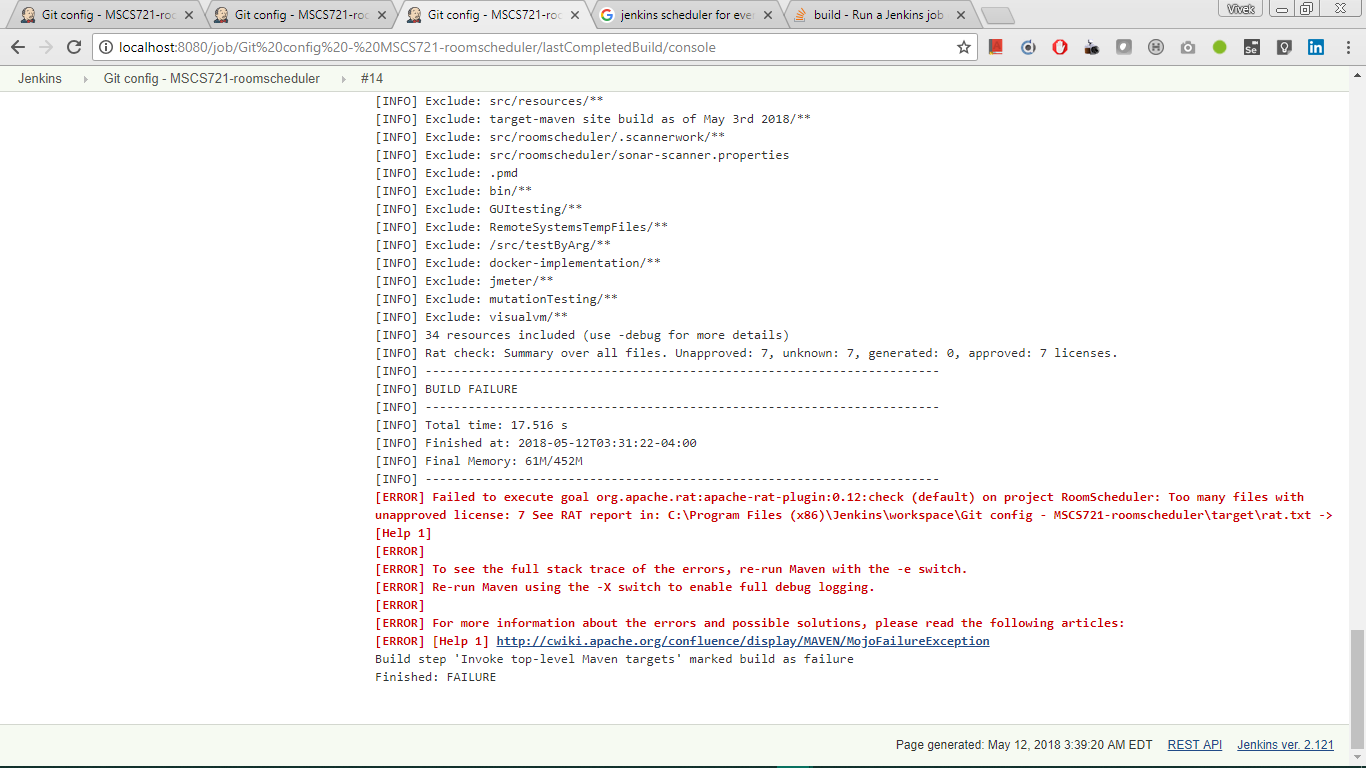 Git config - MSCS721-roo
Git config - MSCS721-roo
Git config - MSCS721-roo
jenkins scheduler for eve
build - Run a Jenkins job
Vivek
localhost:8080/job/Git%20config%20-%20MSCS721-roomscheduler/lastCompletedBuild/console
Jenkins
Git config - MSCS721-roomscheduler
#14
[INFO] Exclude: src/resources/**
[INFO] Exclude: target-maven site build as of May 3rd 2018/**
[INFO] Exclude: src/roomscheduler/.scannerwork/**
[INFO] Exclude: src/roomscheduler/sonar-scanner.properties
[INFO] Exclude: .pmd
[INFO] Exclude: bin/**
[INFO] Exclude: GUItesting/**
[INFO] Exclude: RemoteSystemsTempFiles/**
[INFO] Exclude: /src/testByArg/**
[INFO] Exclude: docker-implementation/**
[INFO] Exclude: jmeter/**
[INFO] Exclude: mutationTesting/**
[INFO] Exclude: visualvm/**
[INFO] 34 resources included (use -debug for more details)
[INFO] Rat check: Summary over all files. Unapproved: 7, unknown: 7, generated: 0, approved: 7 licenses.
[INFO] ------------------------------------------------------------------------
[INFO] BUILD FAILURE
[INFO] ------------------------------------------------------------------------
[INFO] Total time: 17.516 s
[INFO] Finished at: 2018-05-12T03:31:22-04:00
[INFO] Final Memory: 61M/452M
[INFO] ------------------------------------------------------------------------
[ERROR] Failed to execute goal org.apache.rat:apache-rat-plugin:0.12:check (default) on project RoomScheduler: Too many files with
unapproved license: 7 See RAT report in: C:\Program Files (x86)\Jenkins\workspace\Git config - MSCS721-roomscheduler\target\rat.txt ->
[Help 1]
[ERROR]
[ERROR] To see the full stack trace of the errors, re-run Maven with the -e switch.
[ERROR] Re-run Maven using the -X switch to enable full debug logging.
[ERROR]
[ERROR] For more information about the errors and possible solutions, please read the following articles:
[ERROR] [Help 1] http://cwiki.apache.org/confluence/display/MAVEN/MojoFailureException
Build step 'Invoke top-level Maven targets' marked build as failure
Finished: FAILURE
Page generated: May 12, 2018 3:39:20 AM EDT REST API Jenkins ver. 2.121